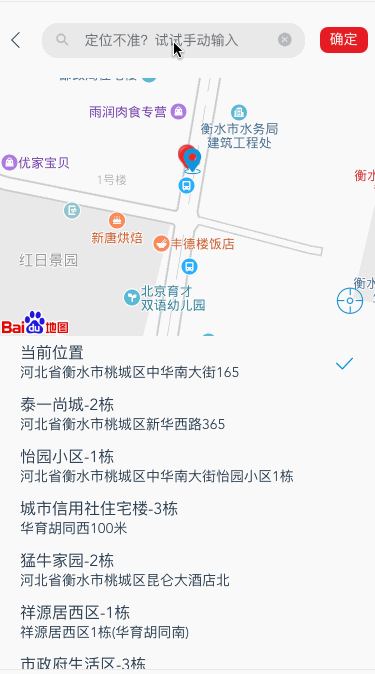 定位不准？试试手动输入
确定
雨润肉食专营
衡水市水务局
建筑工程处
优家宝贝
1号楼
衡水
新唐烘焙
丰德楼饭店
红日景园
衡水
北京育才
双语幼儿园
Bai du 地图
当前位置
河北省衡水市桃城区中华南大街165
泰一尚城-2栋
河北省衡水市桃城区新华西路365
怡园小区-1栋
河北省衡水市桃城区中华南大街怡园小区1栋
城市信用社住宅楼-3栋
华育胡同西100米
猛牛家园-2栋
河北省衡水市桃城区昆仑大酒店北
祥源居西区-1栋
祥源居西区1栋(华育胡同南)
市政府生活区-3栋